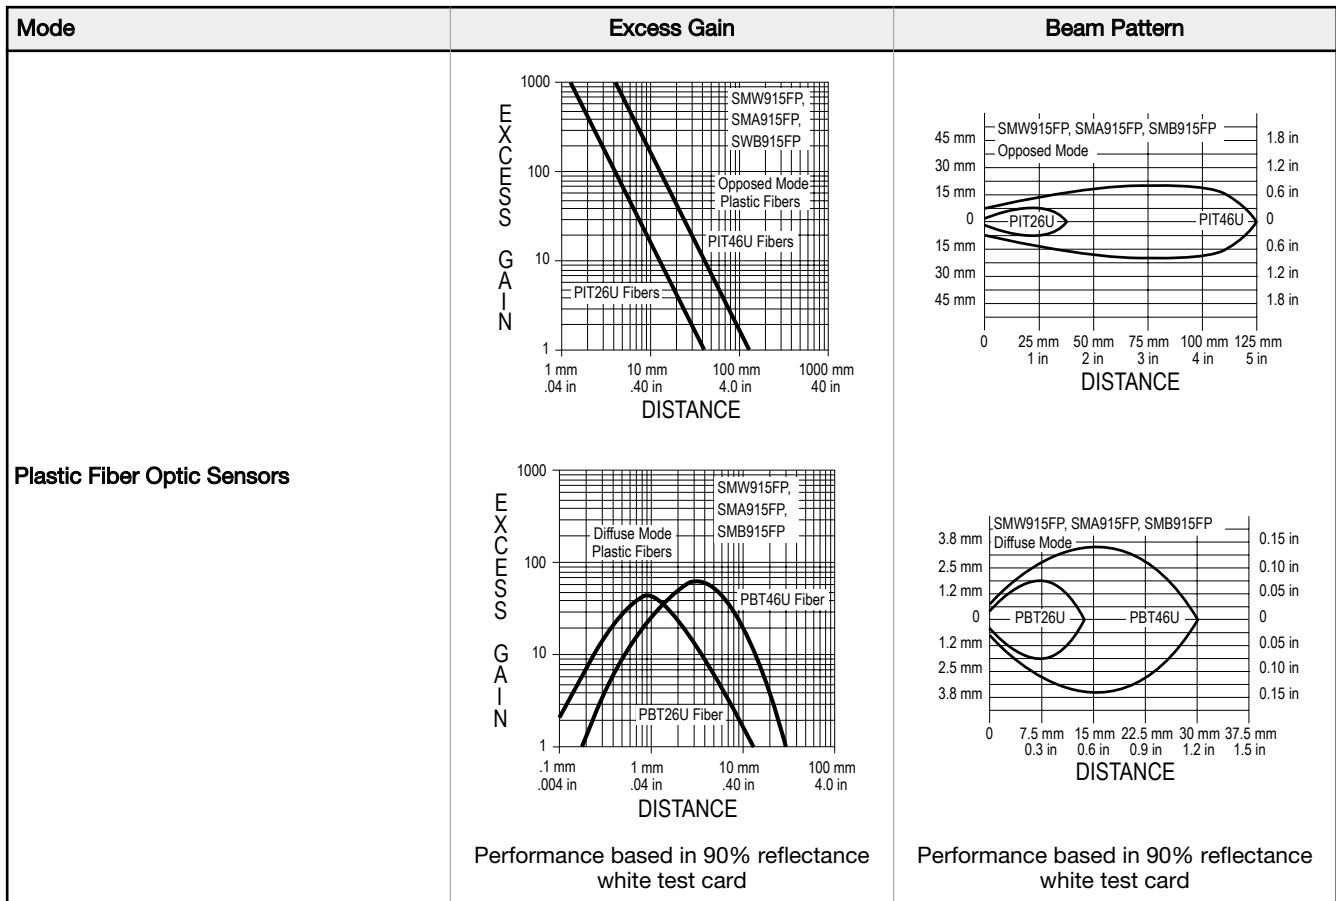 Mode
Excess Gain
Beam Pattern
Plastic Fiber Optic Sensors
EXCESS GAIN
1000
100
10
1
SMW915FP,
SMA915FP,
SWB915FP
Opposed Mode
Plastic Fibers
PIT46U Fibers
PIT26U Fibers
1 mm 10 mm 100 mm 1000 mm
.04 in .40 in 4.0 in 40 in
DISTANCE
SMW915FP, SMA915FP, SMB915FP
Opposed Mode
45 mm 1.8 in
30 mm 1.2 in
15 mm 0.6 in
0 PIT26U PIT46U 0
15 mm 0.6 in
30 mm 1.2 in
45 mm 1.8 in
0 25 mm 50 mm 75 mm 100 mm 125 mm
1 in 2 in 3 in 4 in 5 in
DISTANCE
EXCESS GAIN
1000
100
10
1
SMW915FP,
SMA915FP,
SMB915FP
Diffuse Mode
Plastic Fibers
PBT46U Fiber
PBT26U Fiber
.1 mm 1 mm 10 mm 100 mm
.004 in .04 in .40 in 4.0 in
DISTANCE
Performance based in 90% reflectance
white test card
SMW915FP, SMA915FP, SMB915FP
Diffuse Mode
3.8 mm 0.15 in
2.5 mm 0.10 in
1.2 mm 0.05 in
0 PBT26U PBT46U 0
1.2 mm 0.05 in
2.5 mm 0.10 in
3.8 mm 0.15 in
0 7.5 mm 15 mm 22.5 mm 30 mm 37.5 mm
0.3 in 0.6 in 0.9 in 1.2 in 1.5 in
DISTANCE
Performance based in 90% reflectance
white test card